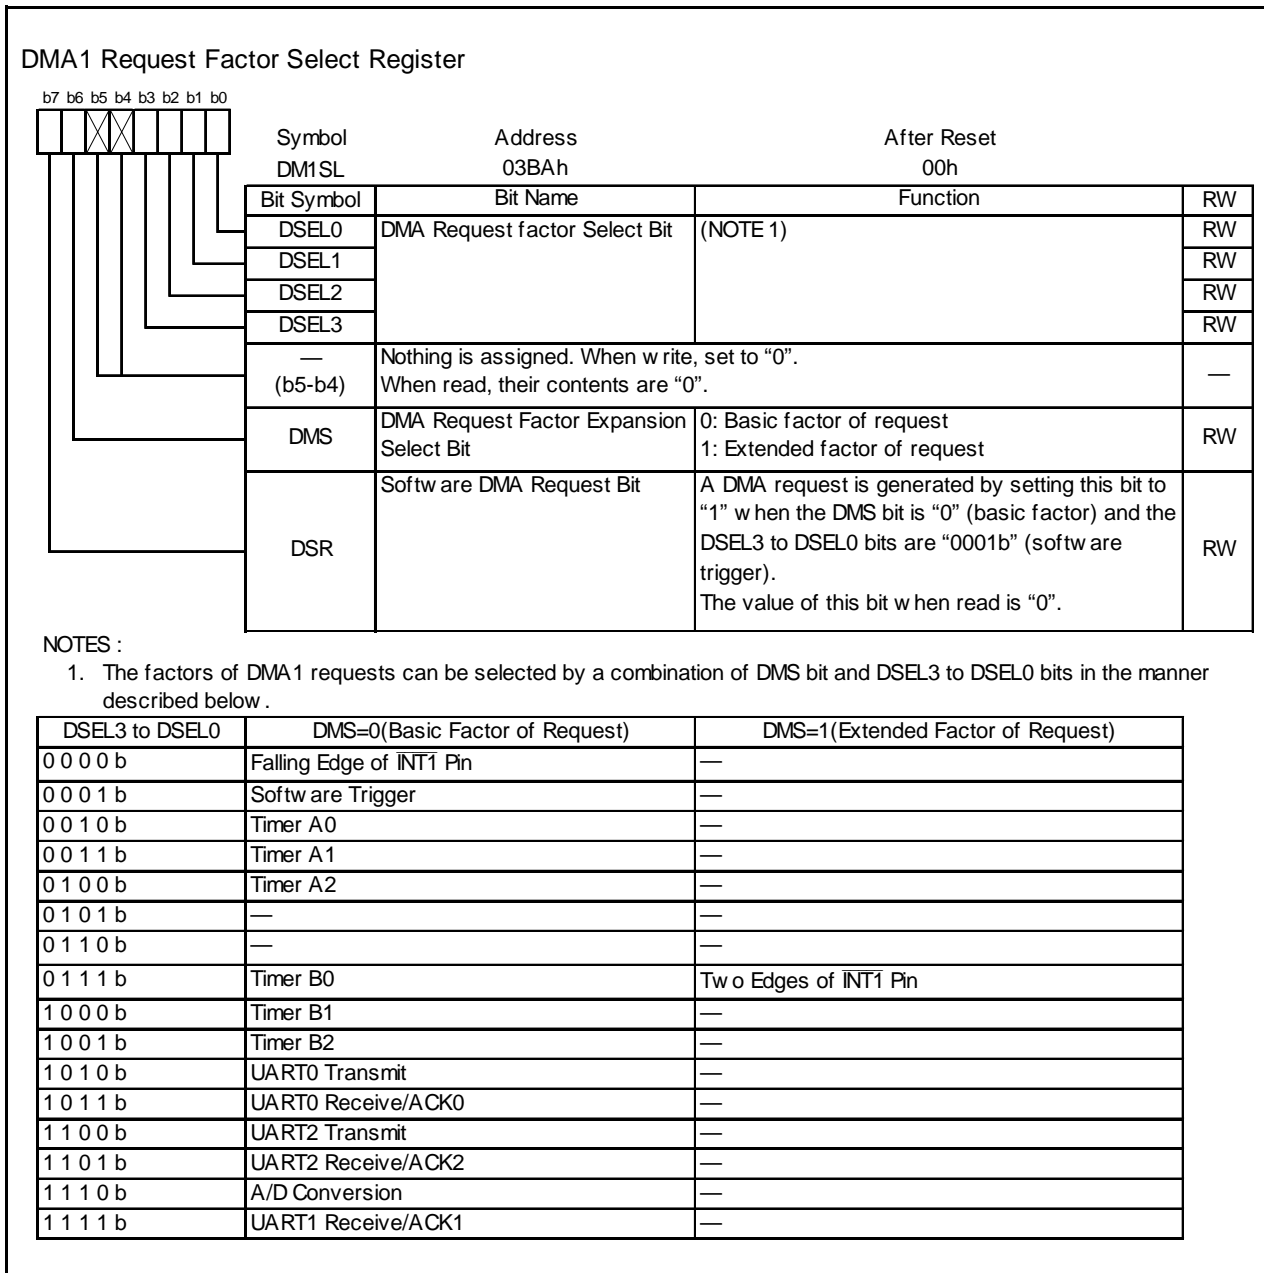 DMA1 Request Factor Select Register
b7 b6 b5 b4 b3 b2 b1 b0
Symbol Address After Reset
DM1SL 03BAh 00h
Bit Symbol Bit Name Function RW
DSEL0 DMA Request factor Select Bit (NOTE 1) RW
DSEL1 RW
DSEL2 RW
DSEL3 RW
— Nothing is assigned. When write, set to “0”.
(b5-b4) When read, their contents are “0”. —
DMS DMA Request Factor Expansion Select Bit 0: Basic factor of request RW
1: Extended factor of request
DSR Software DMA Request Bit A DMA request is generated by setting this bit to
“1” when the DMS bit is “0” (basic factor) and the
DSEL3 to DSEL0 bits are “0001b” (software RW
trigger).
The value of this bit when read is “0”.
NOTES :
1. The factors of DMA1 requests can be selected by a combination of DMS bit and DSEL3 to DSEL0 bits in the manner
described below.
DSEL3 to DSEL0 DMS=0(Basic Factor of Request) DMS=1(Extended Factor of Request)
0 0 0 0 b Falling Edge of INT1 Pin —
0 0 0 1 b Software Trigger —
0 0 1 0 b Timer A0 —
0 0 1 1 b Timer A1 —
0 1 0 0 b Timer A2 —
0 1 0 1 b — —
0 1 1 0 b — —
0 1 1 1 b Timer B0 Two Edges of INT1 Pin
1 0 0 0 b Timer B1 —
1 0 0 1 b Timer B2 —
1 0 1 0 b UART0 Transmit —
1 0 1 1 b UART0 Receive/ACK0 —
1 1 0 0 b UART2 Transmit —
1 1 0 1 b UART2 Receive/ACK2 —
1 1 1 0 b A/D Conversion —
1 1 1 1 b UART1 Receive/ACK1 —